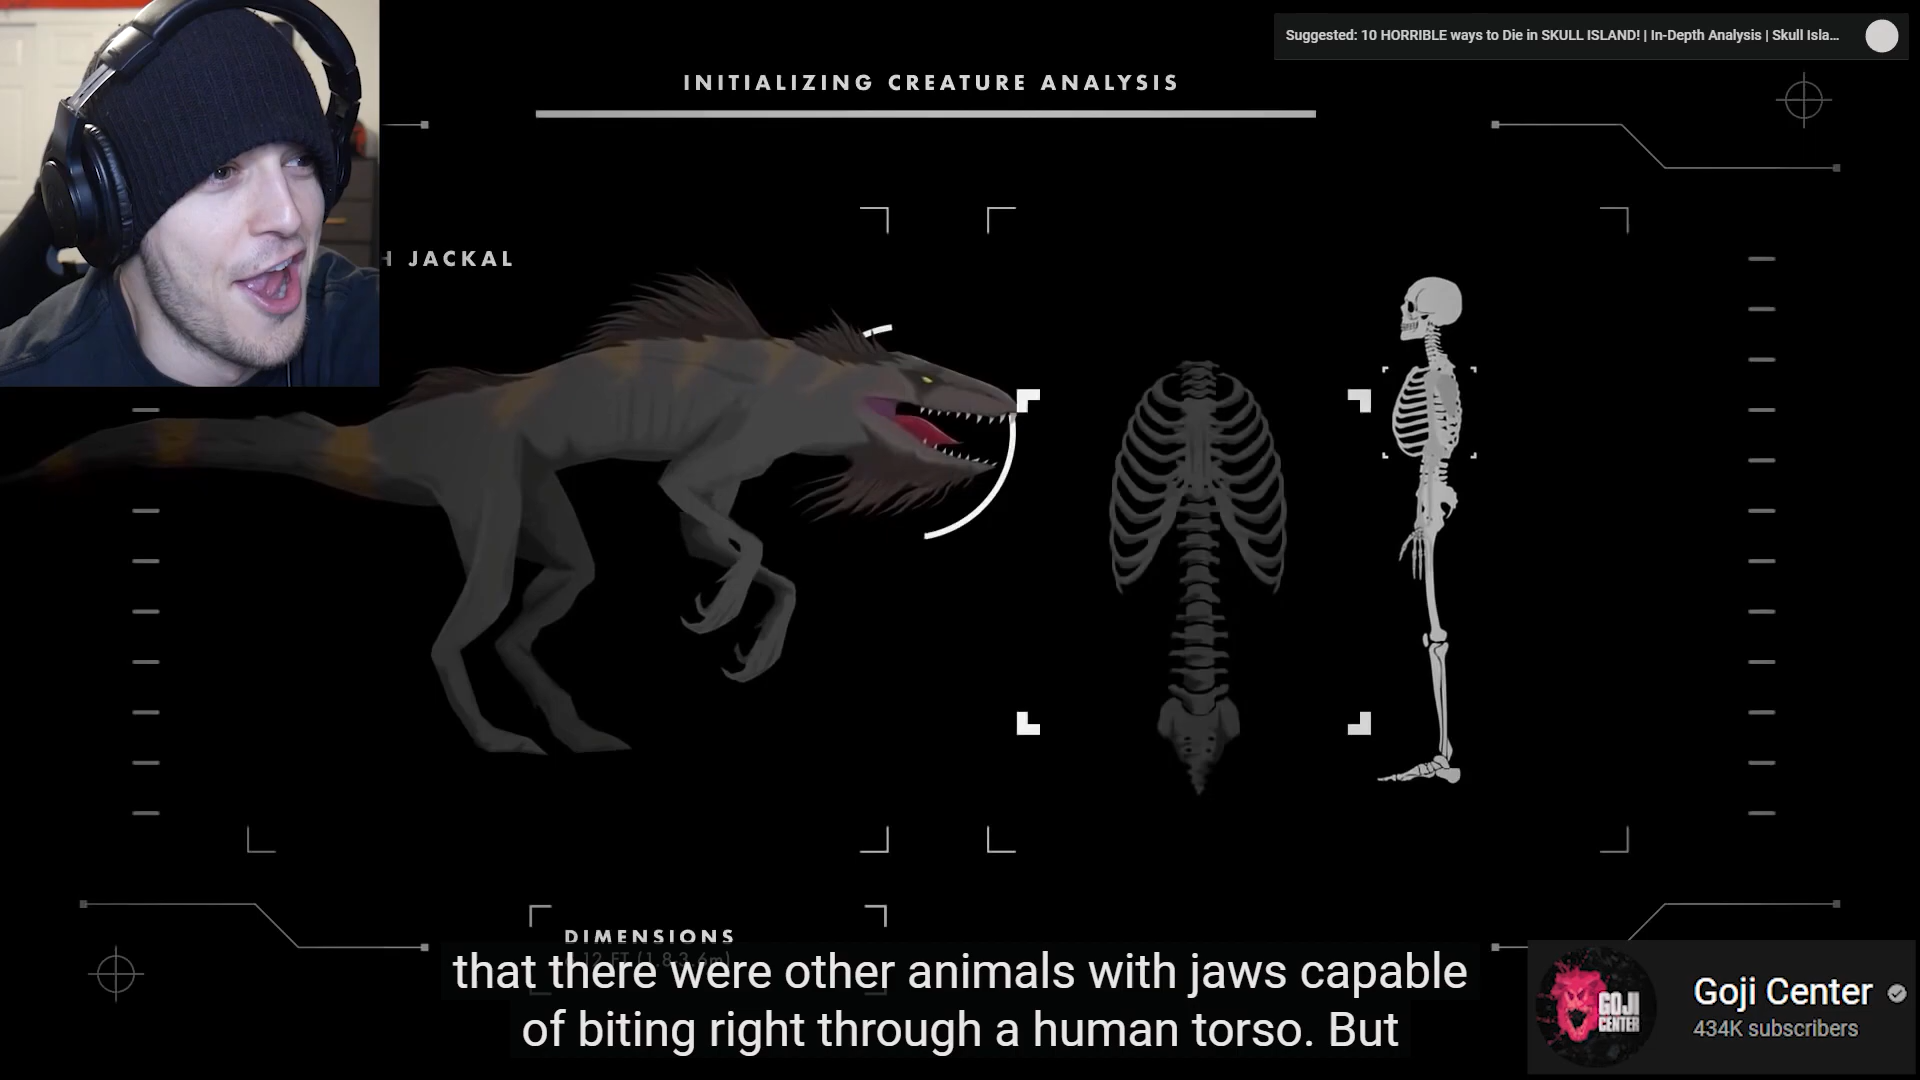 Suggested: 10 HORRIBLE ways to Die in SKULL ISLAND! | In-Depth Analysis | Skull Isla...
INITIALIZING CREATURE ANALYSIS
H JACKAL
DIMENSIONS
that there were other animals with jaws capable
of biting right through a human torso. But
GOJI
CENTER
Goji Center
434K subscribers